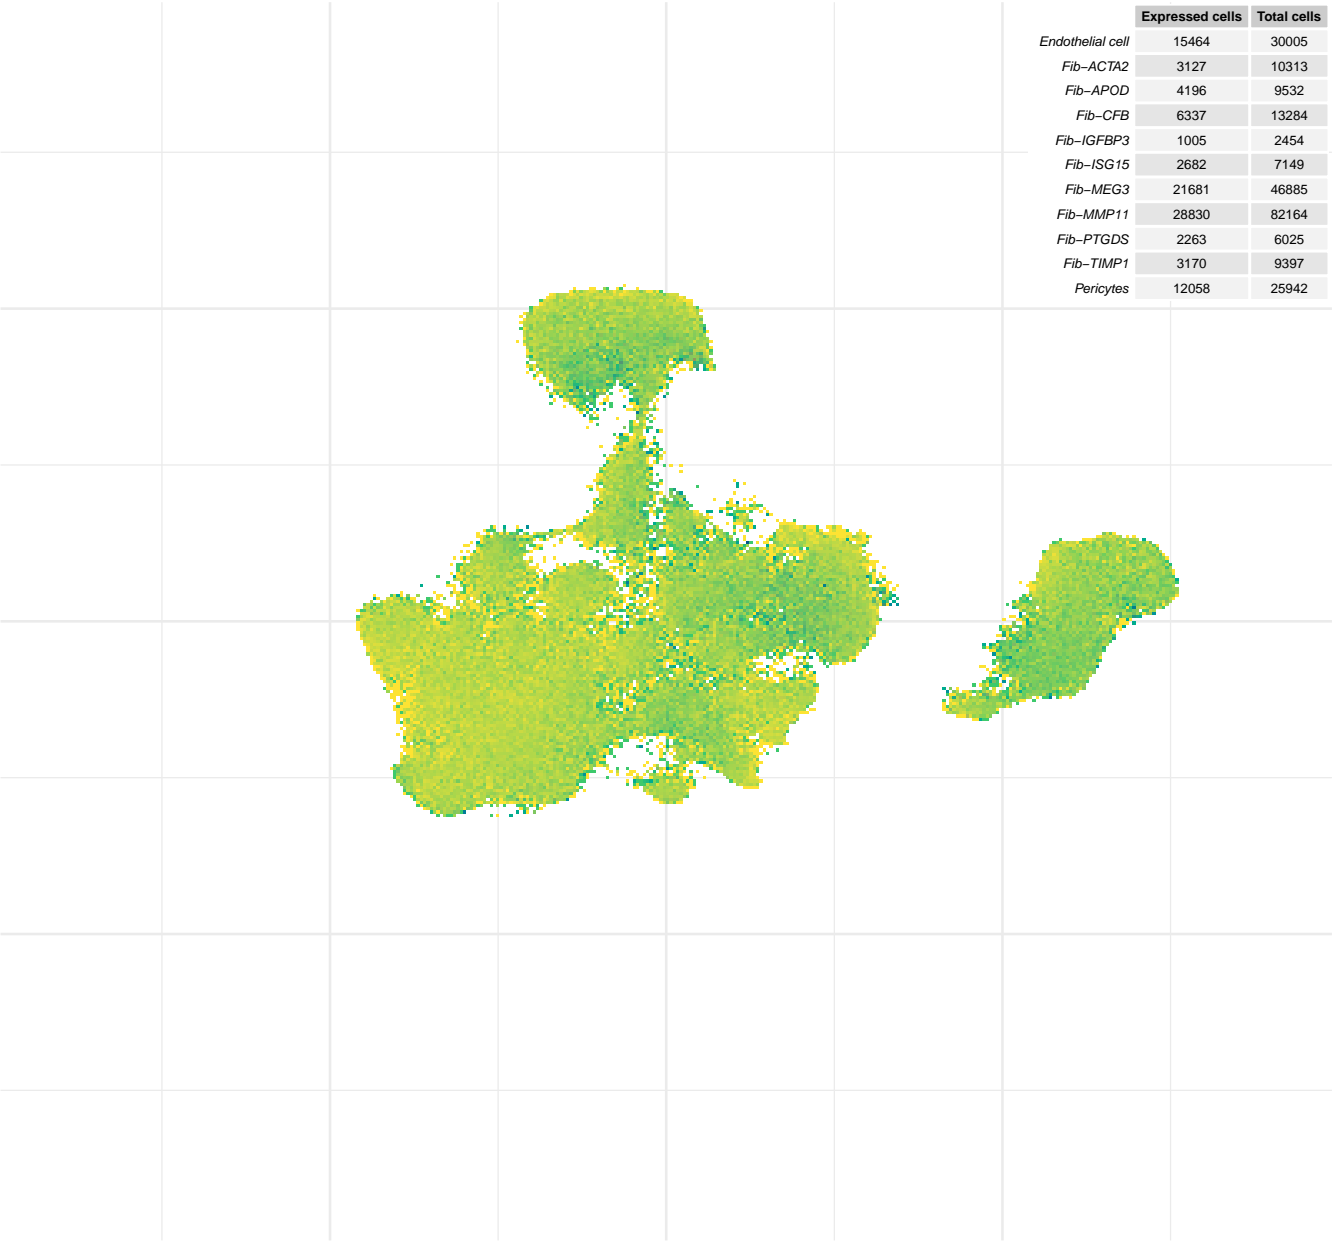 Expressed cells Total cells
Endothelial cell 15464 30005
Fib−ACTA2 3127 10313
Fib−APOD 4196 9532
Fib−CFB 6337 13284
Fib−IGFBP3 1005 2454
Fib−ISG15 2682 7149
Fib−MEG3 21681 46885
Fib−MMP11 28830 82164
Fib−PTGDS 2263 6025
Fib−TIMP1 3170 9397
Pericytes 12058 25942